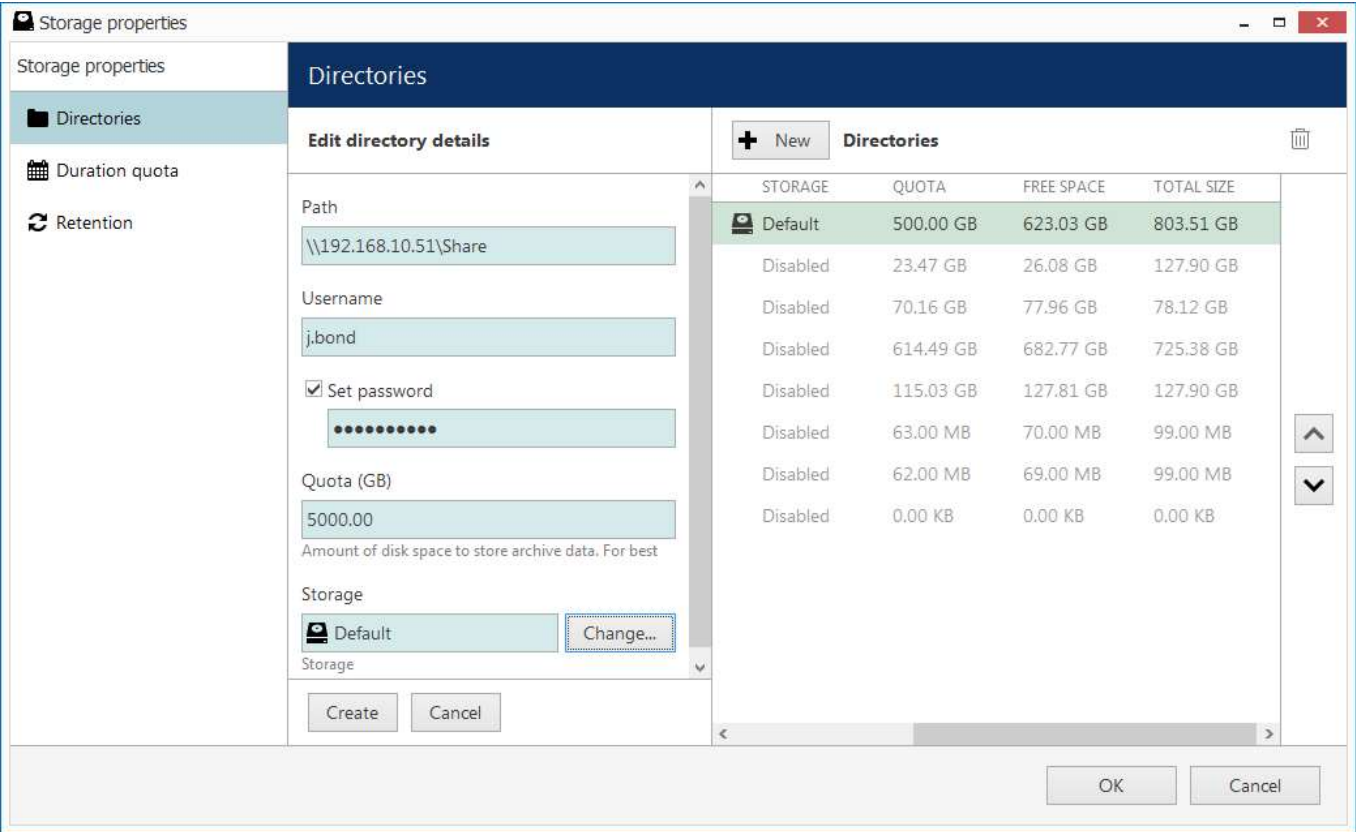 Storage properties
Storage properties
Directories
Duration quota
Retention
Directories
Edit directory details
Path
\\192.168.10.51\Share
Username
j.bond
Set password
••••••••••
Quota (GB)
5000.00
Amount of disk space to store archive data. For best
Storage
Default
Change...
Storage
Create Cancel
New Directories
STORAGE QUOTA FREE SPACE TOTAL SIZE
Default 500.00 GB 623.03 GB 803.51 GB
Disabled 23.47 GB 26.08 GB 127.90 GB
Disabled 70.16 GB 77.96 GB 78.12 GB
Disabled 614.49 GB 682.77 GB 725.38 GB
Disabled 115.03 GB 127.81 GB 127.90 GB
Disabled 63.00 MB 70.00 MB 99.00 MB
Disabled 62.00 MB 69.00 MB 99.00 MB
Disabled 0.00 KB 0.00 KB 0.00 KB
OK Cancel